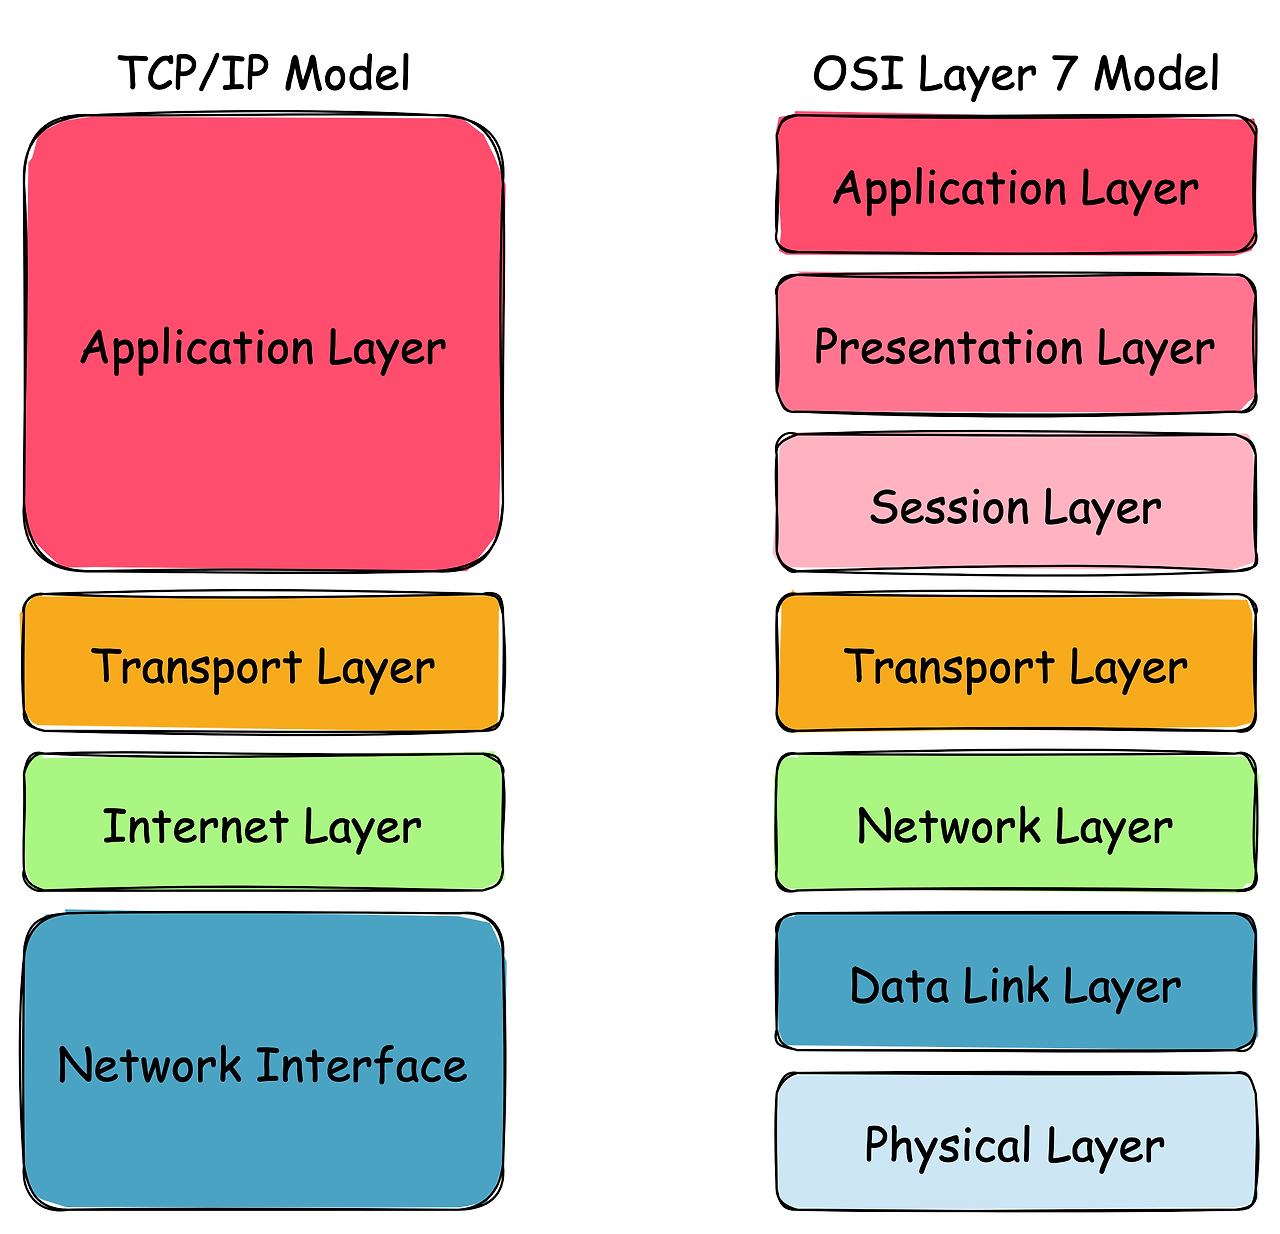 TCP/IP Model
Application Layer
Transport Layer
Internet Layer
Network Interface
OSI Layer 7 Model
Application Layer
Presentation Layer
Session Layer
Transport Layer
Network Layer
Data Link Layer
Physical Layer